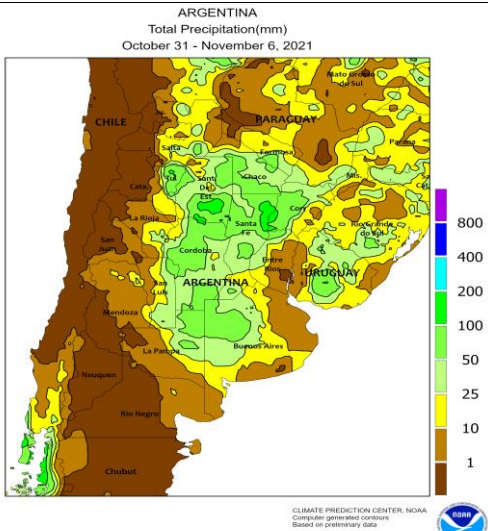 ARGENTINA
Total Precipitation(mm)
October 31 - November 6, 2021
Mato Grosso
do Sul
CHILE
PARAGUAY
Parana
Salta
Formosa
Tuc
Sant.
Del
Est.
Chaco
Mis.
Sa
Cat
Cata.
Corr
La Rioja
Santa
Rio Grande
do Sul
San
Juan
Cordoba
Entre
Rios
URUGUAY
San
Luis
ARGENTINA
Mendoza
La Pampa
Buenos Aires
Neuquen
Rio Negro
Chubut
800
400
200
100
50
25
10
1
CLIMATE PREDICTION CENTER, NOAA
Computer generated contours
Based on preliminary data
NOAA